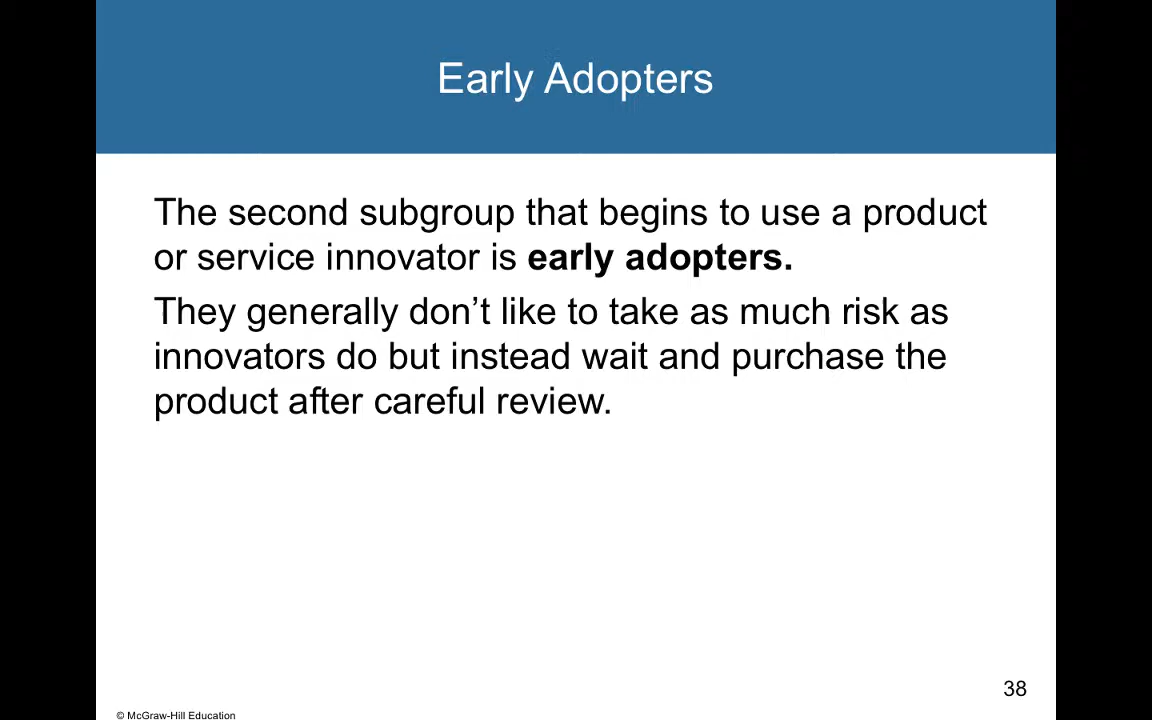 Early Adopters
The second subgroup that begins to use a product
or service innovator is early adopters.
They generally don’t like to take as much risk as
innovators do but instead wait and purchase the
product after careful review.
38
© McGraw-Hill Education